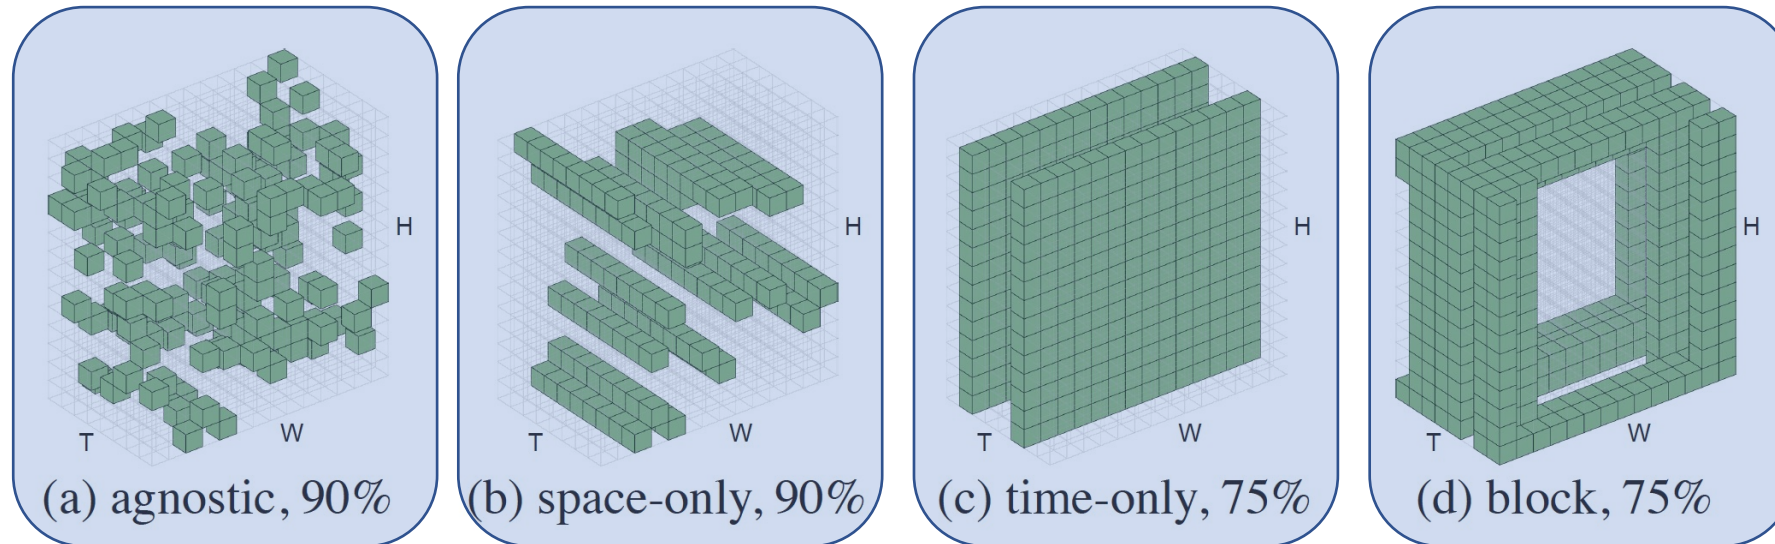 H
T
W
(a) agnostic, 90%
H
T
W
(b) space-only, 90%
H
T
W
(c) time-only, 75%
H
T
W
(d) block, 75%